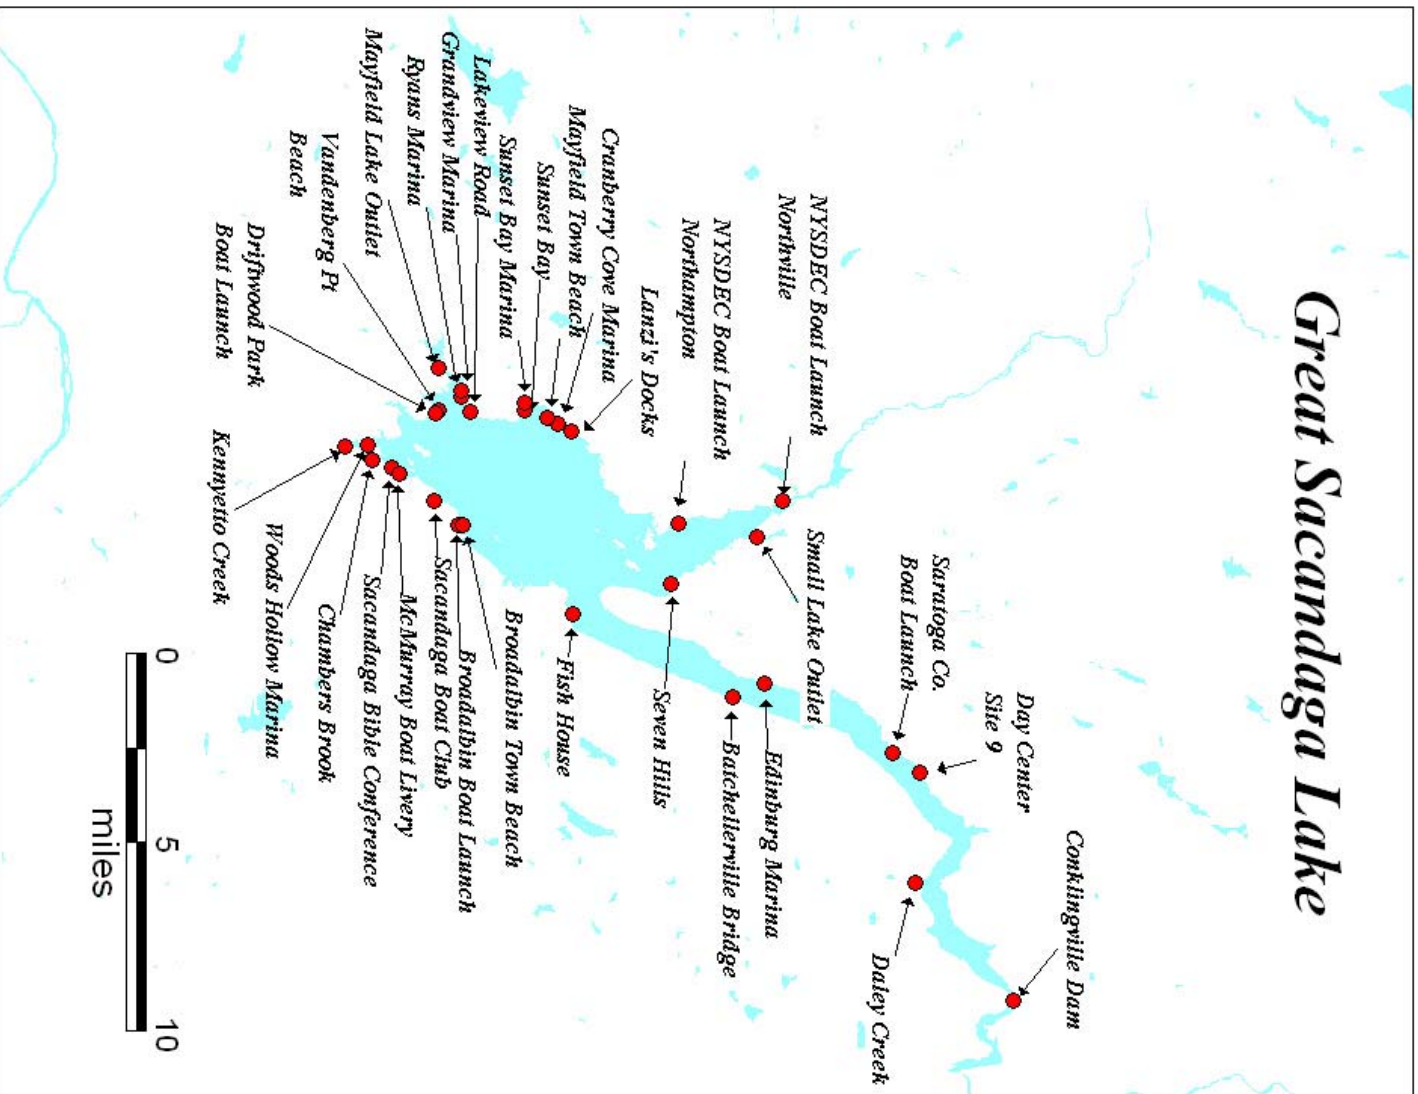 Great Sacandaga Lake
Conklingville Dam
Day Center
Site 9
Saratoga Co.
Boat Launch
Daley Creek
NYSDEC Boat Launch
Northville
Small Lake Outlet
Edinburg Marina
NYSDEC Boat Launch
Northampton
Batchellerville Bridge
Lanzi's Docks
Seven Hills
Cranberry Cove Marina
Mayfield Town Beach
Fish House
Sunset Bay
Sunset Bay Marina
Broadalbin Town Beach
Lakeview Road
Grandview Marina
Broadalbin Boat Launch
Ryans Marina
Sacandaga Boat Club
Mayfield Lake Outlet
McMurray Boat Livery
Sacandaga Bible Conference
Vandenberg Pt
Beach
Chambers Brook
Driftwood Park
Boat Launch
Woods Hollow Marina
Kennyetto Creek
0 5 10
miles